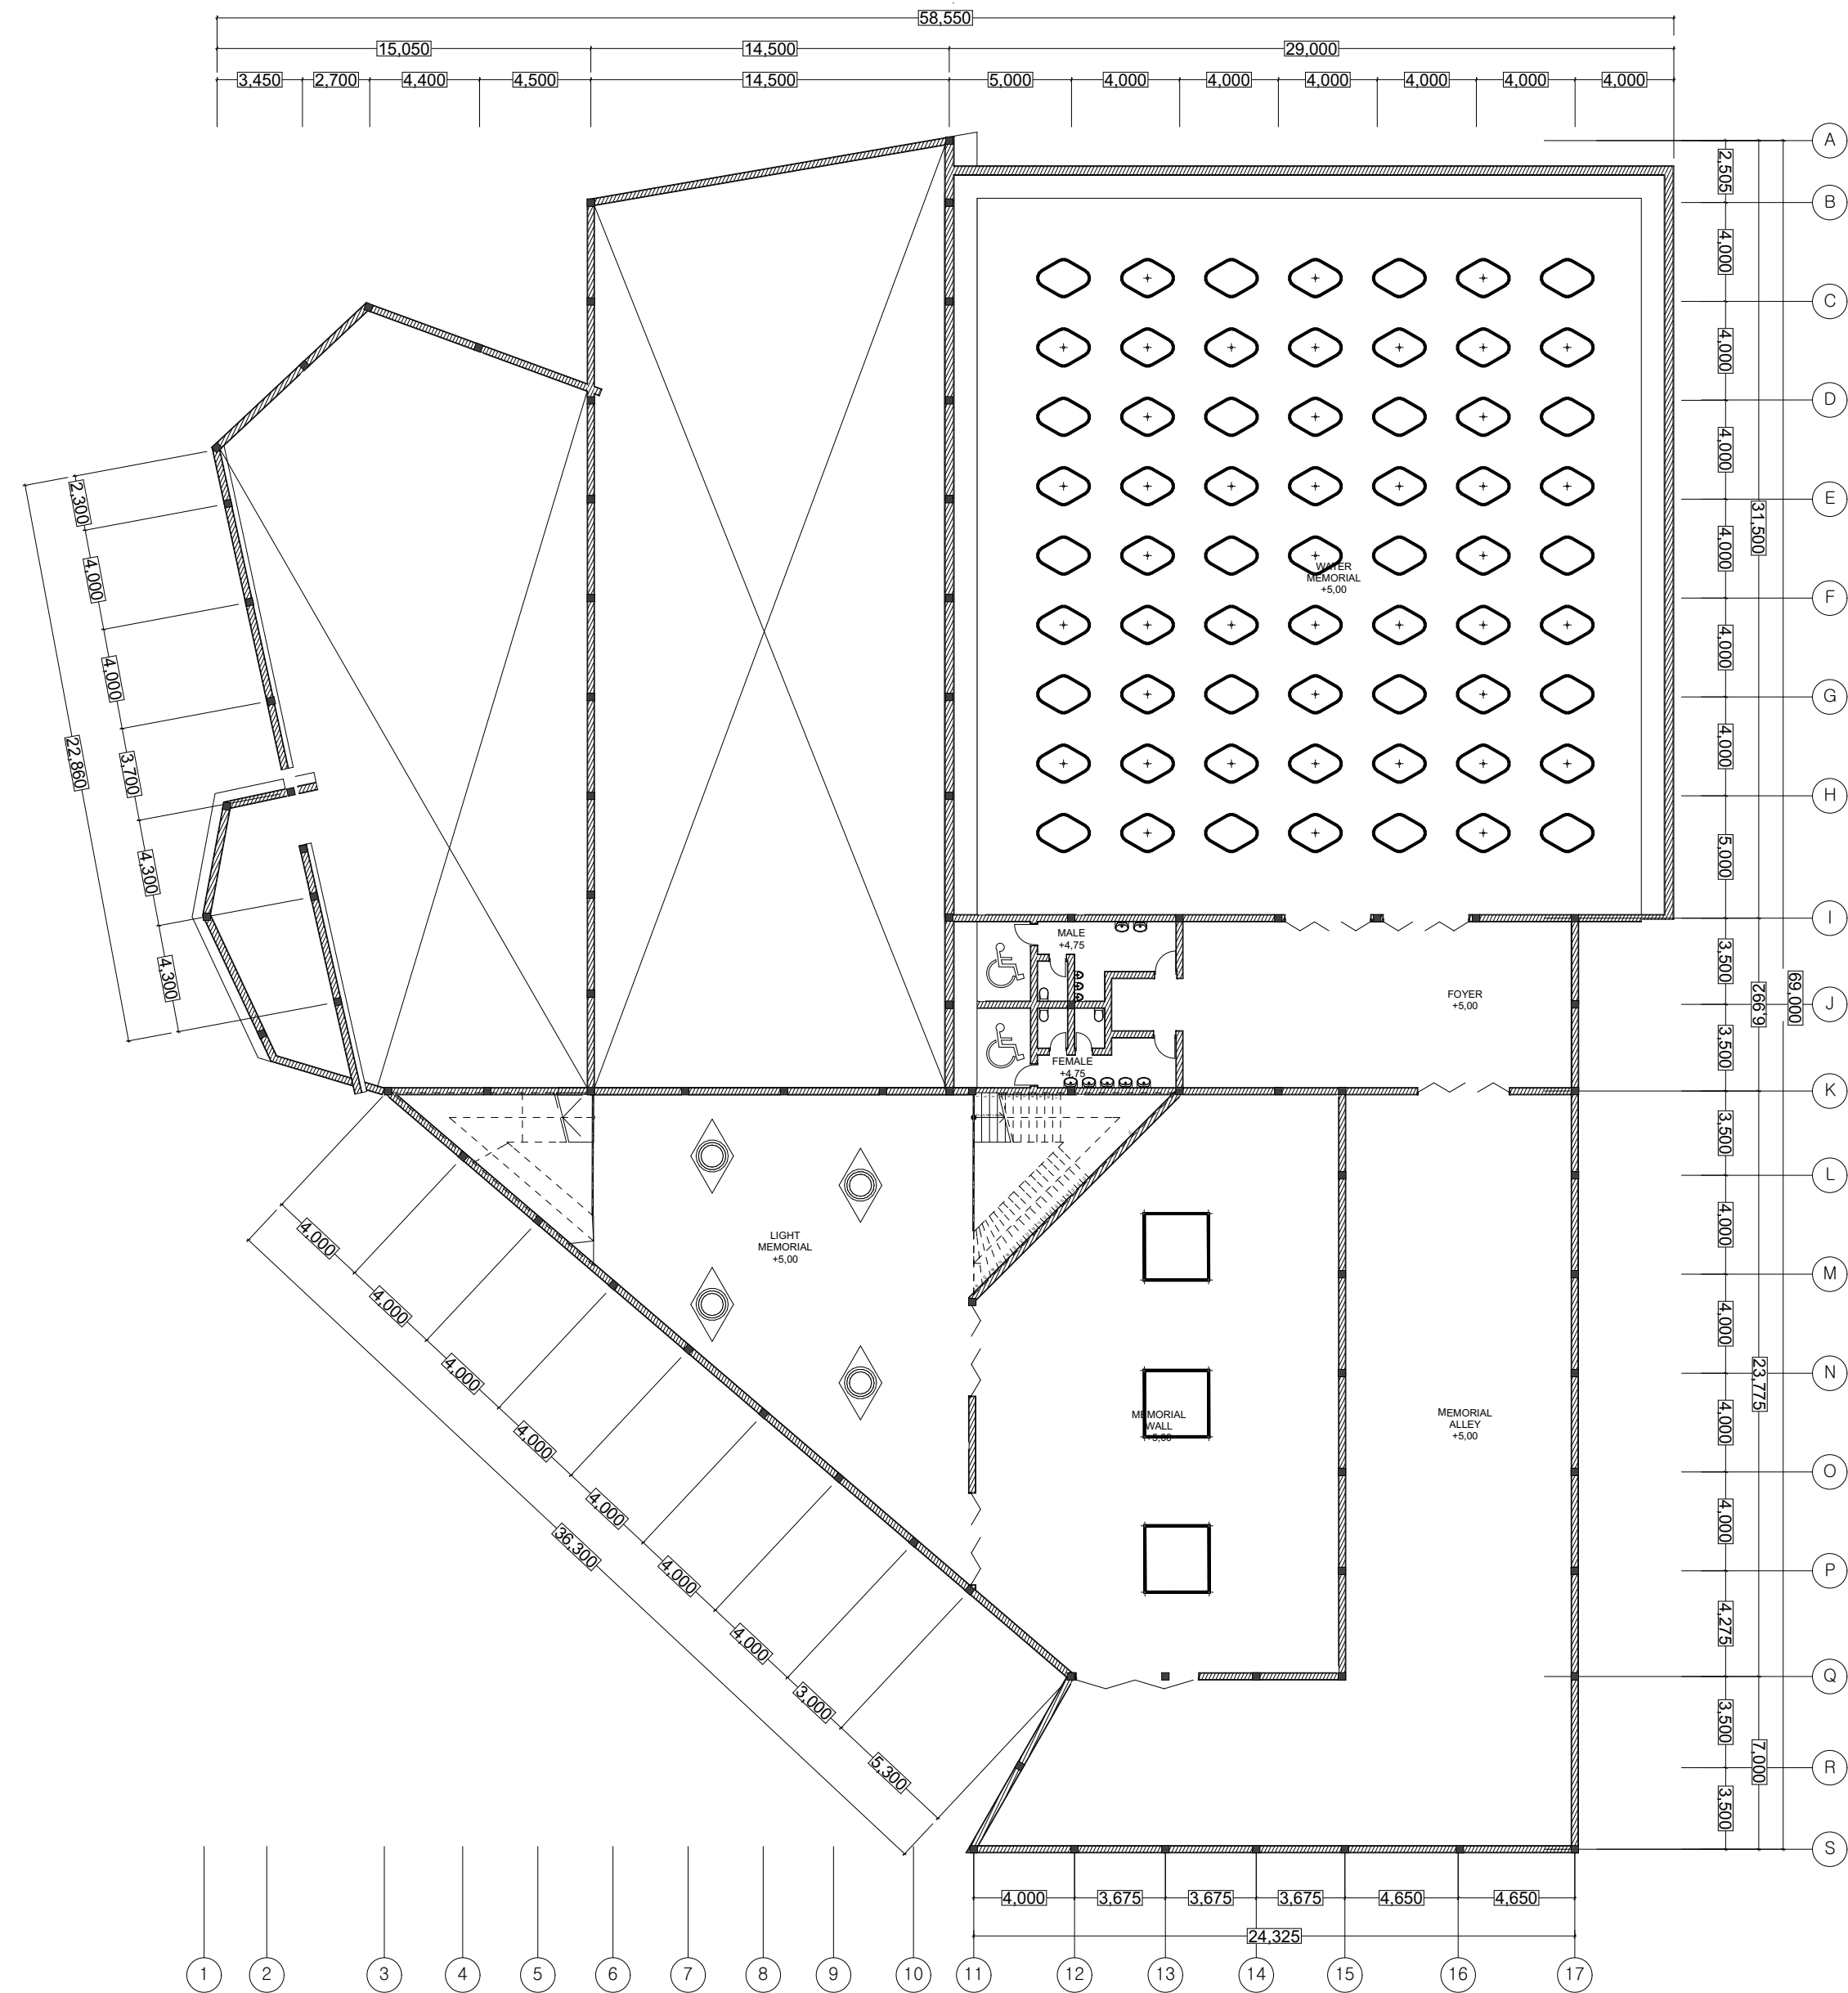 58,550
15,050
14,500
29,000
3,450
2,700
4,400
4,500
14,500
5,000
4,000
4,000
4,000
4,000
4,000
4,000
A
2,505
B
4,000
C
4,000
D
4,000
E
4,000
31,500
F
4,000
G
4,000
H
5.000
I
3,500
J
6,992
69,000
3,500
K
3,500
L
4,000
M
4,000
N
23,775
4,000
O
4,000
P
4,275
Q
3,500
7,000
R
3,500
S
2,300
4,000
4,000
3,700
22,860
4,300
4,300
WATER
MEMORIAL
+5,00
MALE
+4,75
FEMALE
+4,75
FOYER
+5,00
LIGHT
MEMORIAL
+5,00
MEMORIAL
WALL
+5,00
MEMORIAL
ALLEY
+5,00
4,000
4,000
4,000
4,000
4,000
4,000
4,000
3,000
5,300
36,300
4,000
3,675
3,675
3,675
4,650
4,650
24,325
1
2
3
4
5
6
7
8
9
10
11
12
13
14
15
16
17